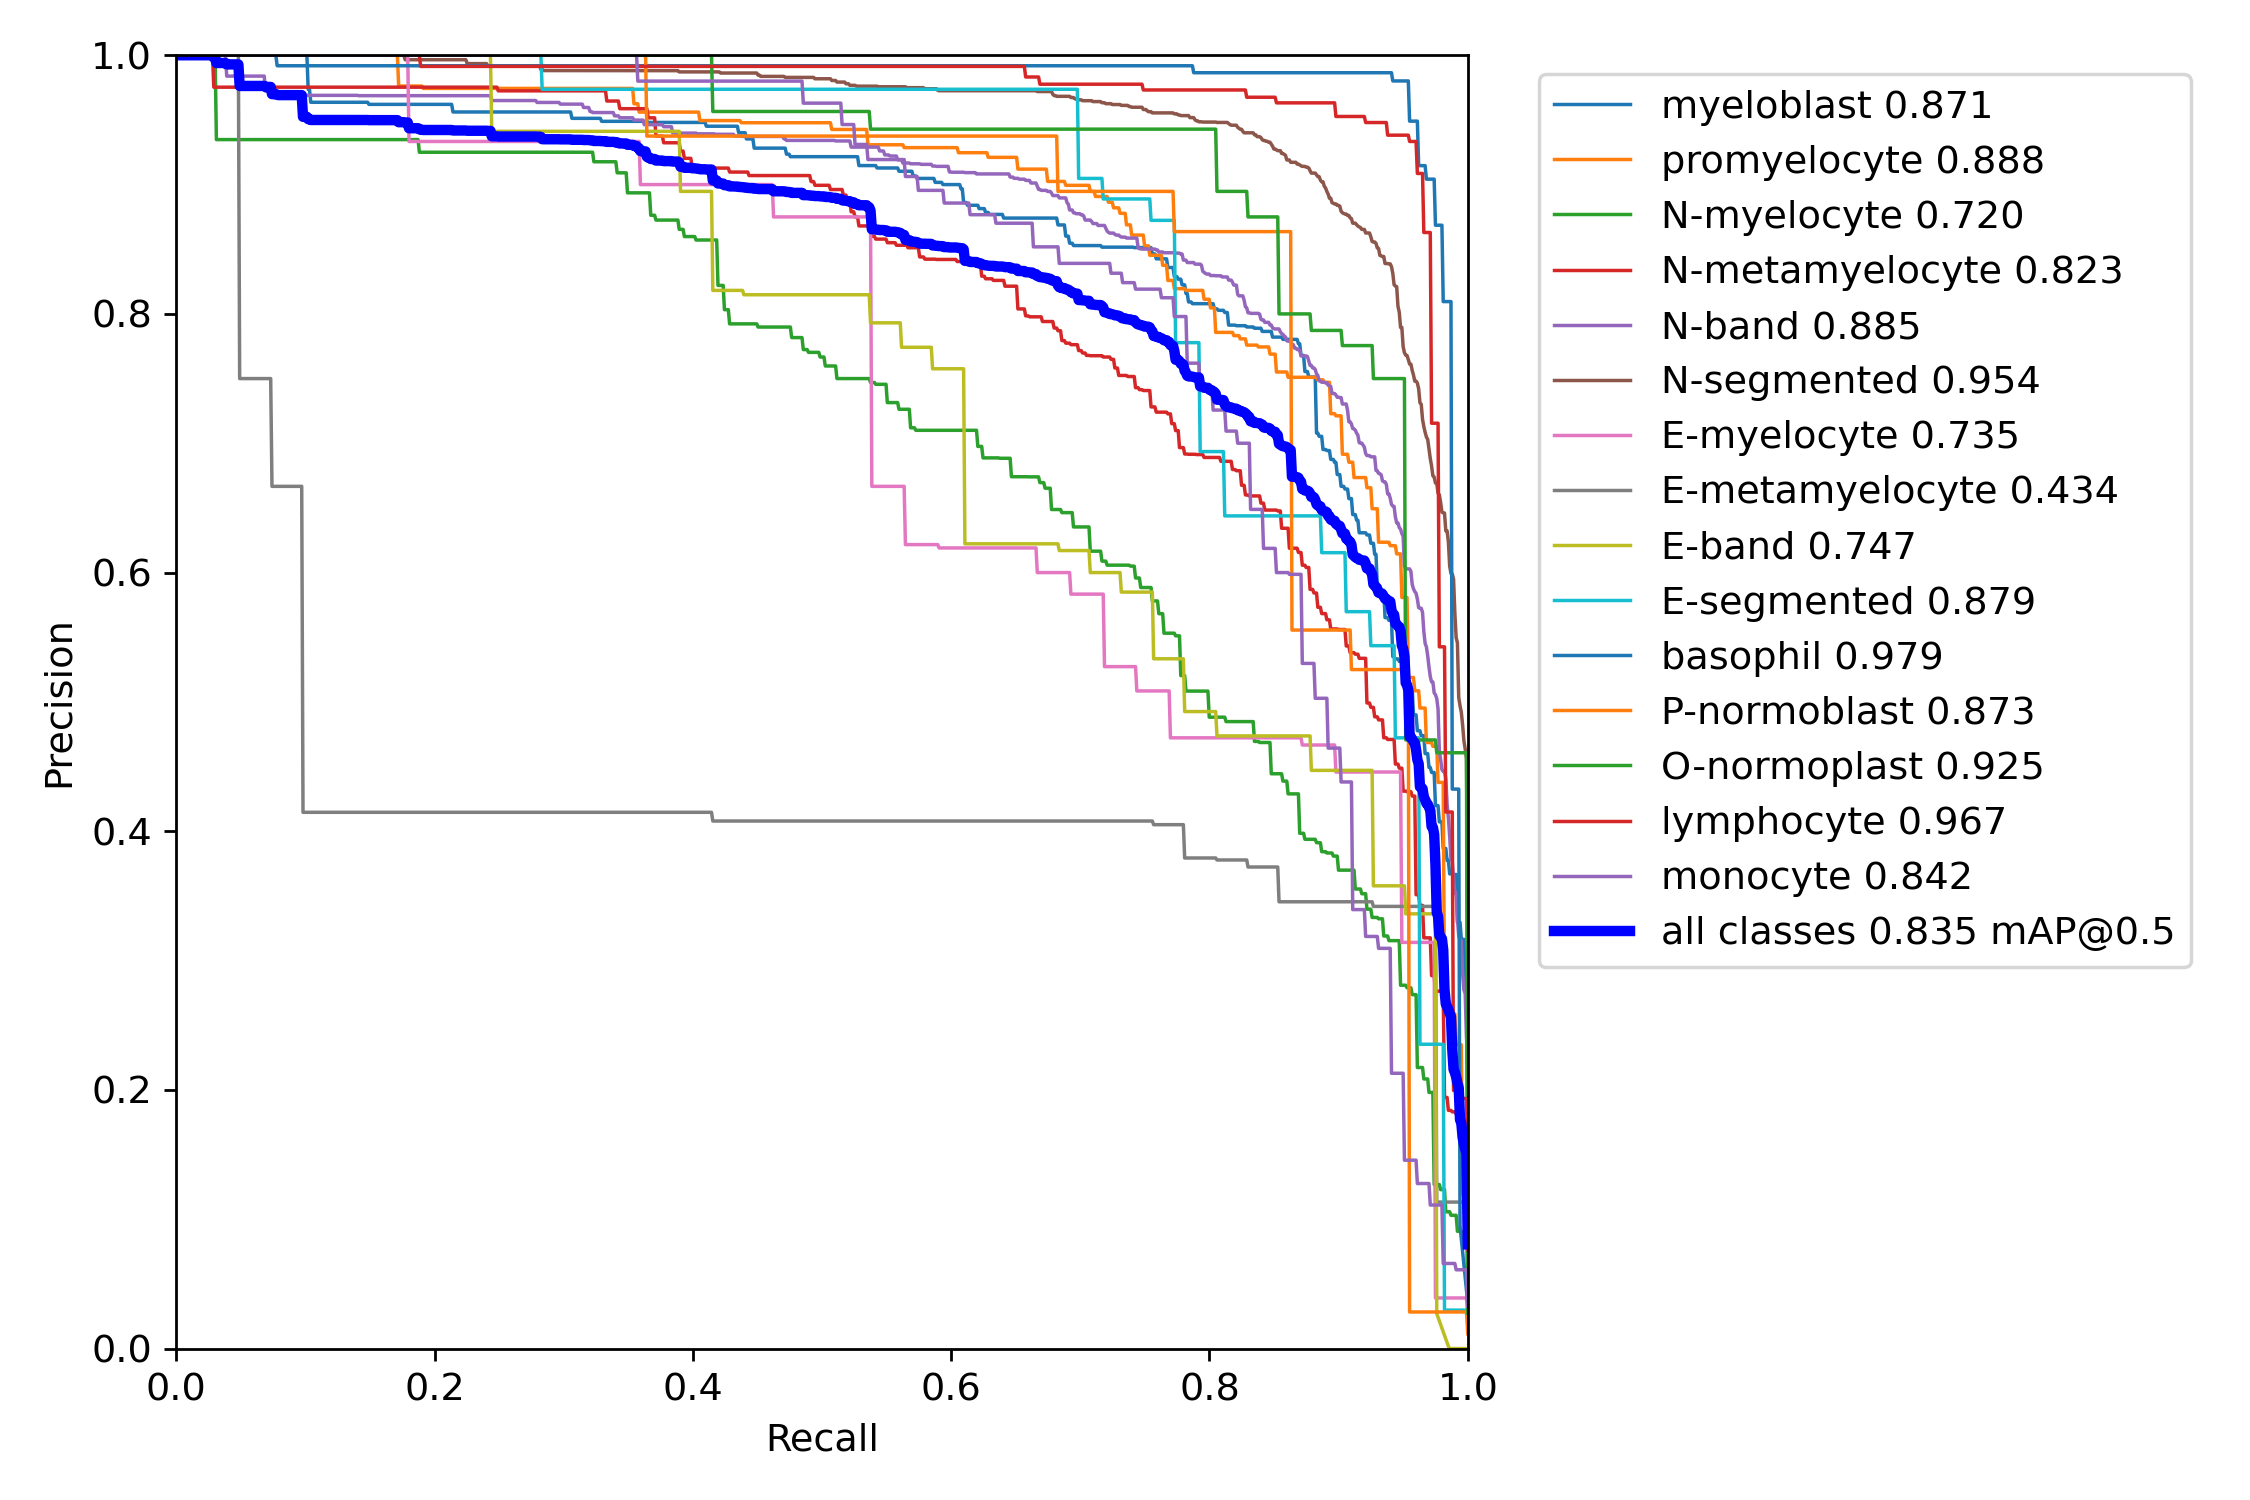 1.0
0.8
0.6
0.4
0.2
0.0
Precision
0.0 0.2 0.4 0.6 0.8 1.0
Recall
myeloblast 0.871
promyelocyte 0.888
N-myelocyte 0.720
N-metamyelocyte 0.823
N-band 0.885
N-segmented 0.954
E-myelocyte 0.735
E-metamyelocyte 0.434
E-band 0.747
E-segmented 0.879
basophil 0.979
P-normoblast 0.873
O-normoplast 0.925
lymphocyte 0.967
monocyte 0.842
all classes 0.835 mAP@0.5